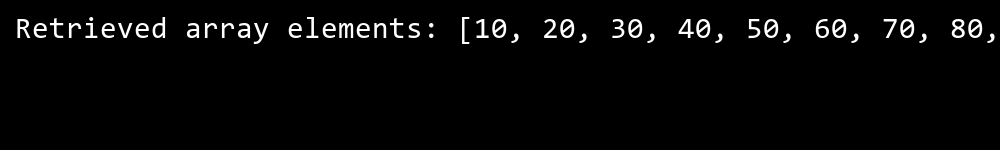 Retrieved array elements: [10, 20, 30, 40, 50, 60, 70, 80,